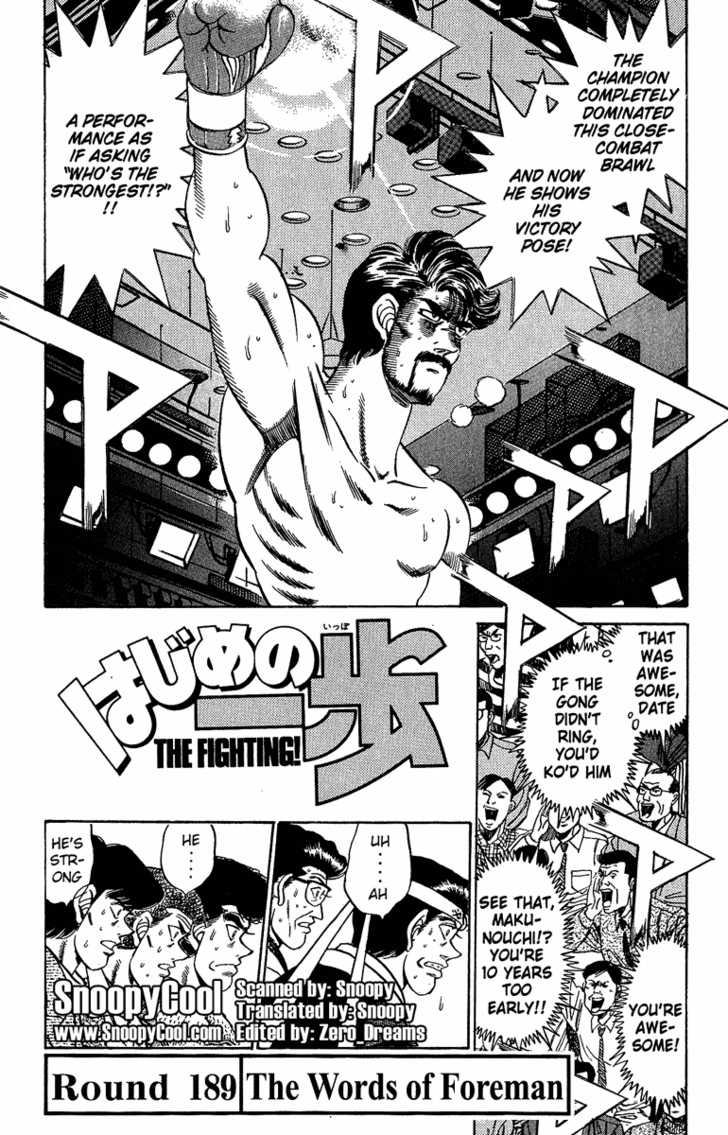 THE
CHAMPION
COMPLETELY
DOMINATED
THIS CLOSE-
COMBAT
BRAWL
AND NOW
HE SHOWS
HIS
VICTORY
POSE!
A PERFOR-
MANCE AS
IF ASKING
"WHO'S THE
STRONGEST!?"
!!
いっぽ
はじめの一歩
THE FIGHTING!
THAT
WAS
AWE-
SOME,
DATE
IF THE
GONG
DIDN'T
RING,
YOU'D
KO'D HIM
SEE THAT,
MAKU-
NOUCHI!?
YOU'RE
10 YEARS
TOO
EARLY!!
YOU'RE
AWE-
SOME!
UH
....
AH
HE
....
HE'S
STR-
ONG
SnoopyCool
www.SnoopyCool.com
Scanned by: Snoopy
Translated by: Snoopy
Edited by: Zero_Dreams
Round 189
The Words of Foreman